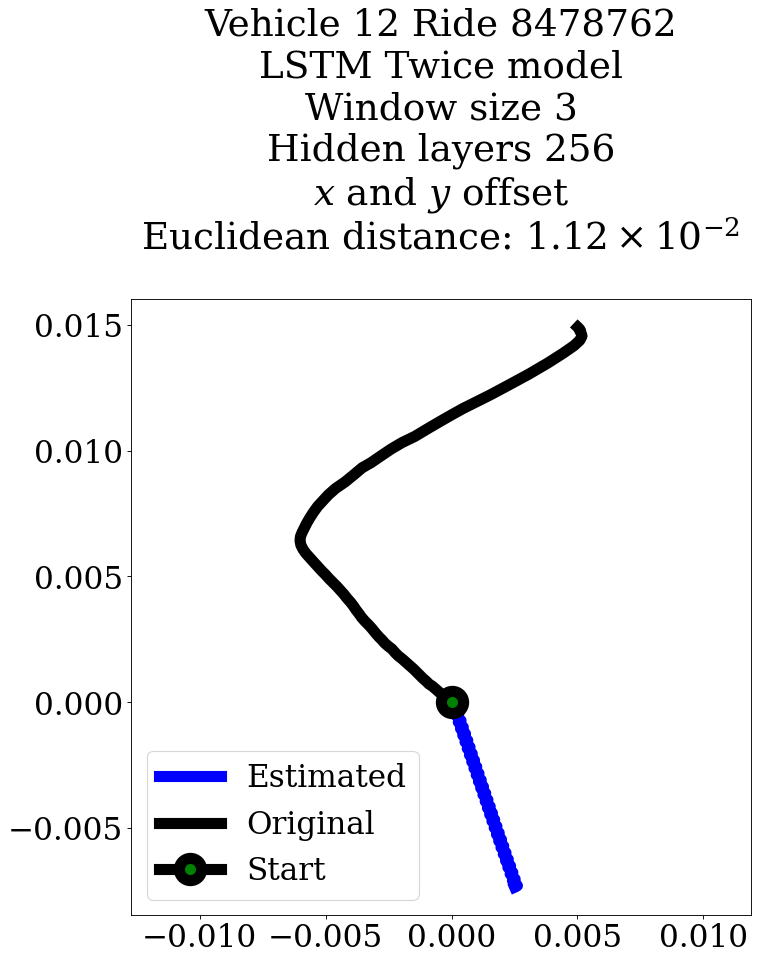 Vehicle 12 Ride 8478762
LSTM Twice model
Window size 3
Hidden layers 256
x and y offset
Euclidean distance: 1.12 × 10⁻²
0.015
0.010
0.005
0.000
−0.005
Estimated
Original
Start
−0.010 −0.005 0.000 0.005 0.010